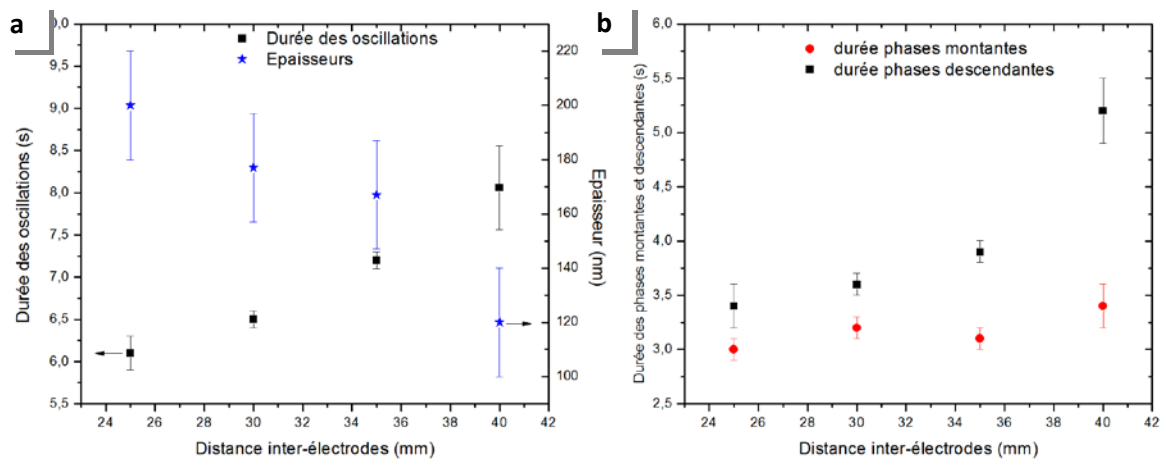 a
Durée des oscillations
Epaisseurs
Durée des oscillations (s)
9,0
9,5
9,0
8,5
8,0
7,5
7,0
6,5
6,0
5,5
220
200
180
160
140
120
100
Epaisseur (nm)
24 26 28 30 32 34 36 38 40 42
Distance inter-électrodes (mm)
b
durée phases montantes
durée phases descendantes
Durée des phases montantes et descendantes (s)
6,0
5,5
5,0
4,5
4,0
3,5
3,0
2,5
24 26 28 30 32 34 36 38 40 42
Distance inter-électrodes (mm)